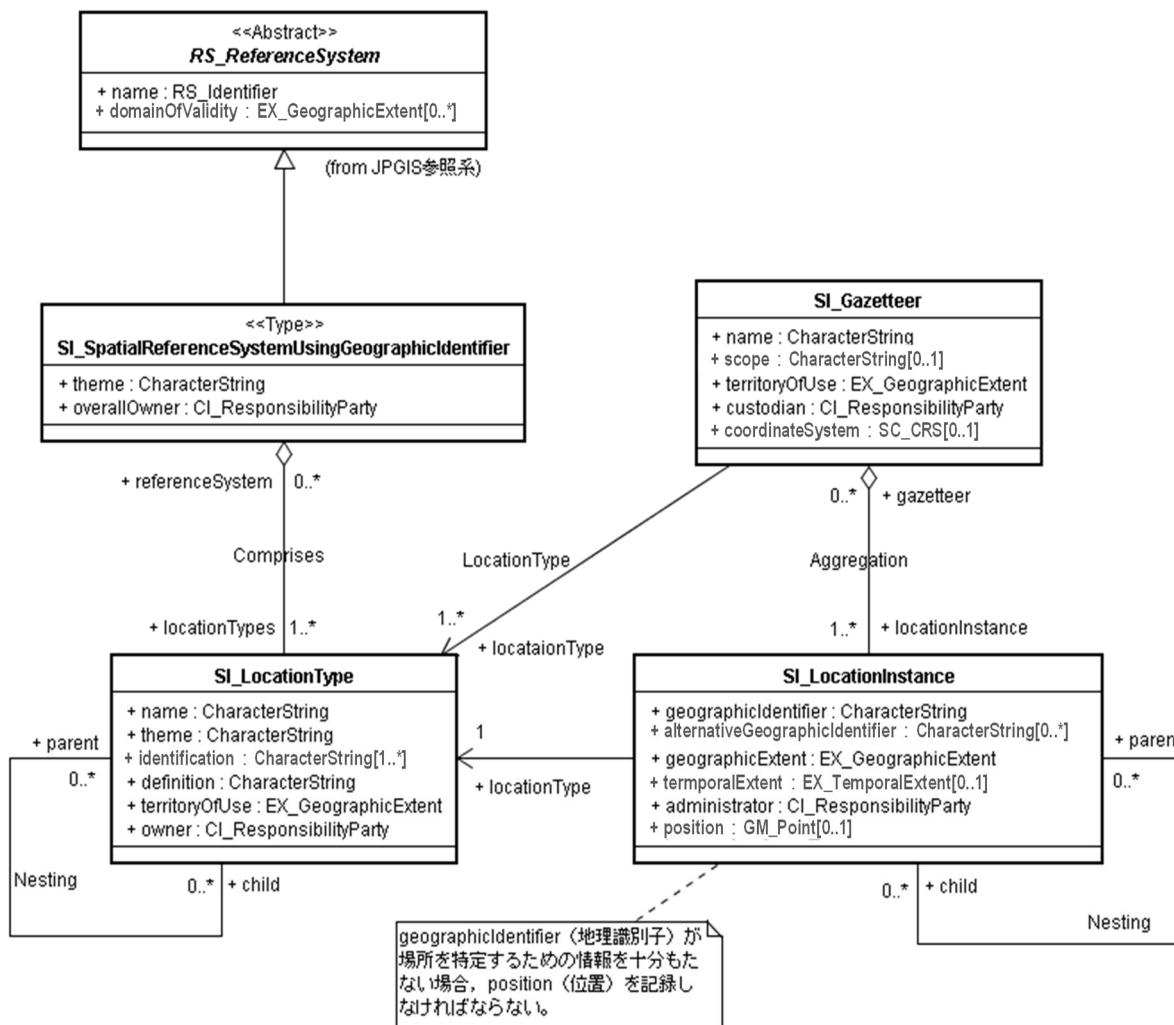 <<Abstract>>
RS_ReferenceSystem
+ name : RS_Identifier
+ domainOfValidity : EX_GeographicExtent[0..*]
(from JPGIS参照系)
<<Type>>
SI_SpatialReferenceSystemUsingGeographicIdentifier
+ theme : CharacterString
+ overallOwner : CI_ResponsibilityParty
SI_Gazetteer
+ name : CharacterString
+ scope : CharacterString[0..1]
+ territoryOfUse : EX_GeographicExtent
+ custodian : CI_ResponsibilityParty
+ coordinateSystem : SC_CRS[0..1]
+ referenceSystem
0..*
0..*
+ gazetteer
Comprises
LocationType
Aggregation
+ locationTypes
1..*
1..*
+ locataionType
1..*
+ locationInstance
SI_LocationType
+ name : CharacterString
+ theme : CharacterString
+ identification : CharacterString[1..*]
+ definition : CharacterString
+ territoryOfUse : EX_GeographicExtent
+ owner : CI_ResponsibilityParty
+ parent
0..*
Nesting
0..*
+ child
1
+ locationType
SI_LocationInstance
+ geographicIdentifier : CharacterString
+ alternativeGeographicIdentifier : CharacterString[0..*]
+ geographicExtent : EX_GeographicExtent
+ termporalExtent : EX_TemporalExtent[0..1]
+ administrator : CI_ResponsibilityParty
+ position : GM_Point[0..1]
+ paren
0..*
0..*
+ child
Nesting
geographicIdentifier（地理識別子）が
場所を特定するための情報を十分もた
ない場合，position（位置）を記録し
なければならない。